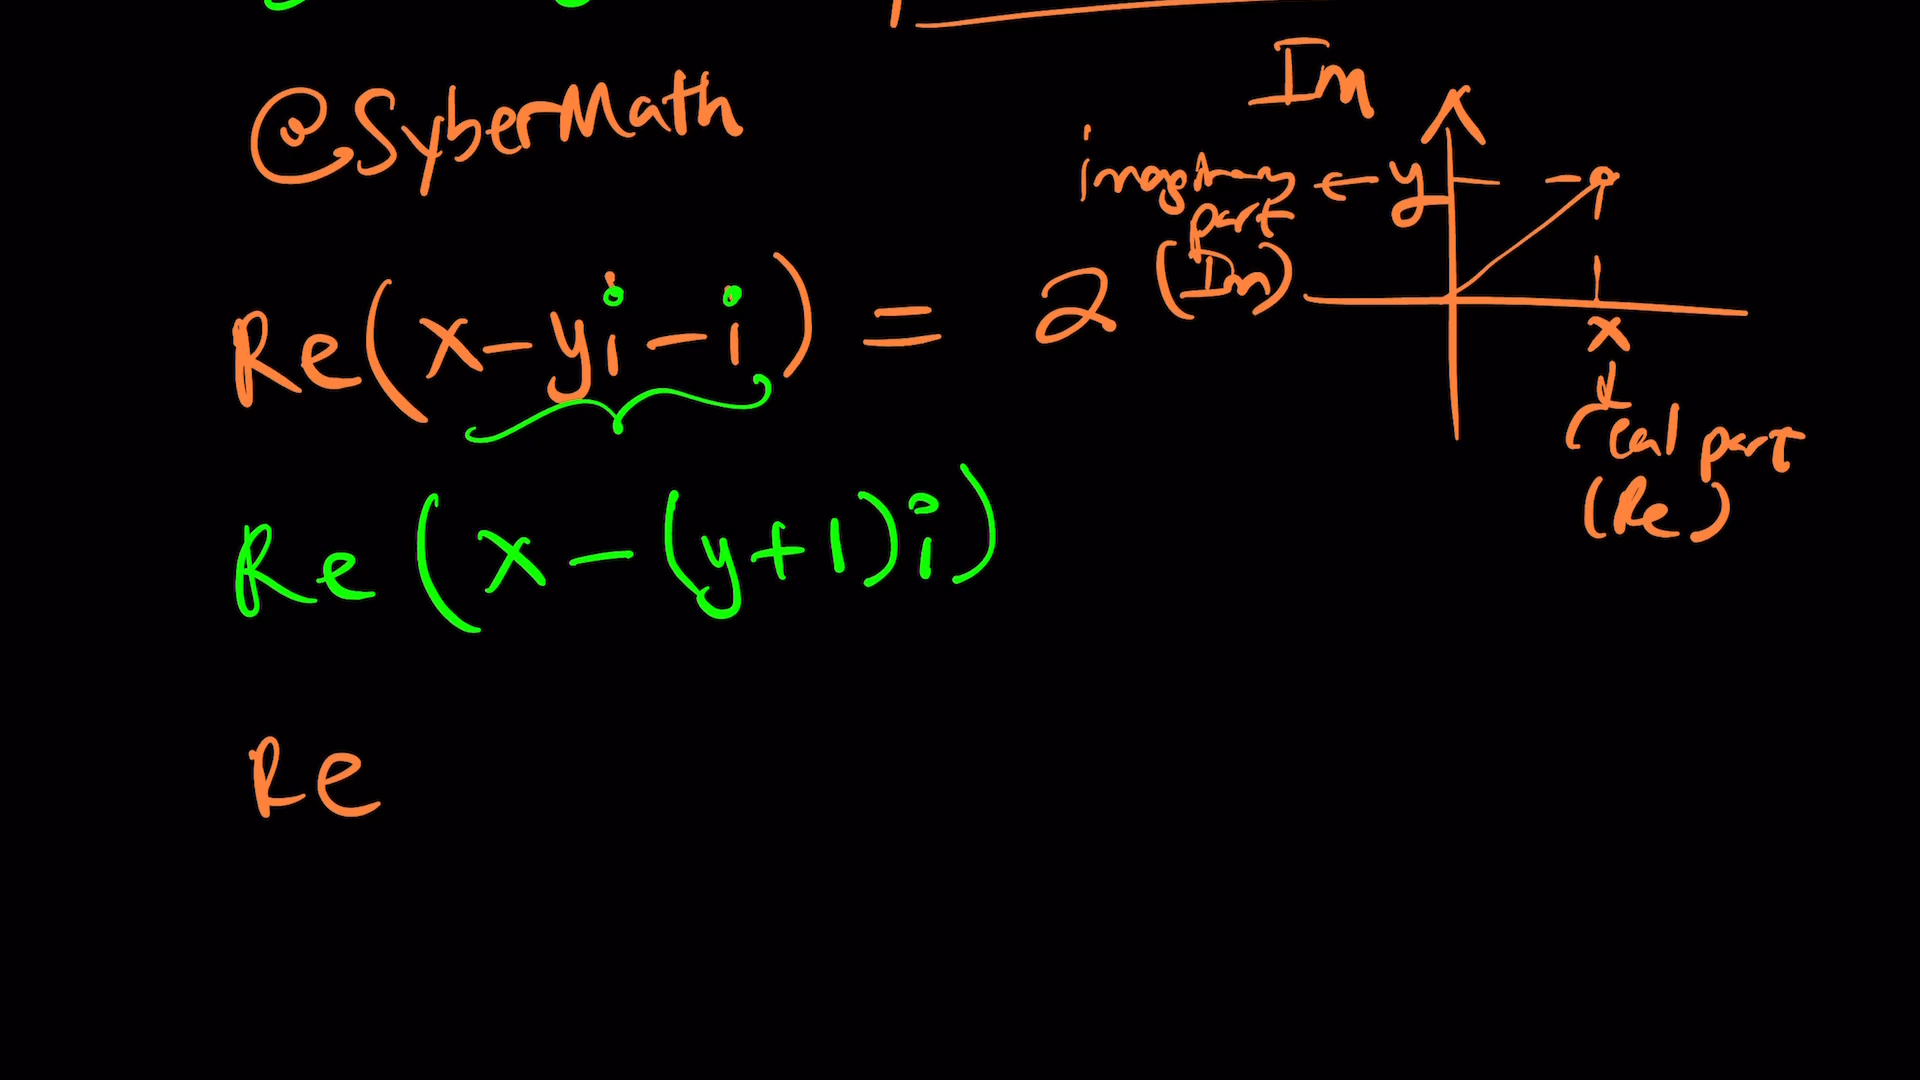 @SyberMath
Im
imaginary ← y
part
(Im)
Re(x-yi-i) = 2
x
real part
(Re)
Re (x-(y+1)i)
Re